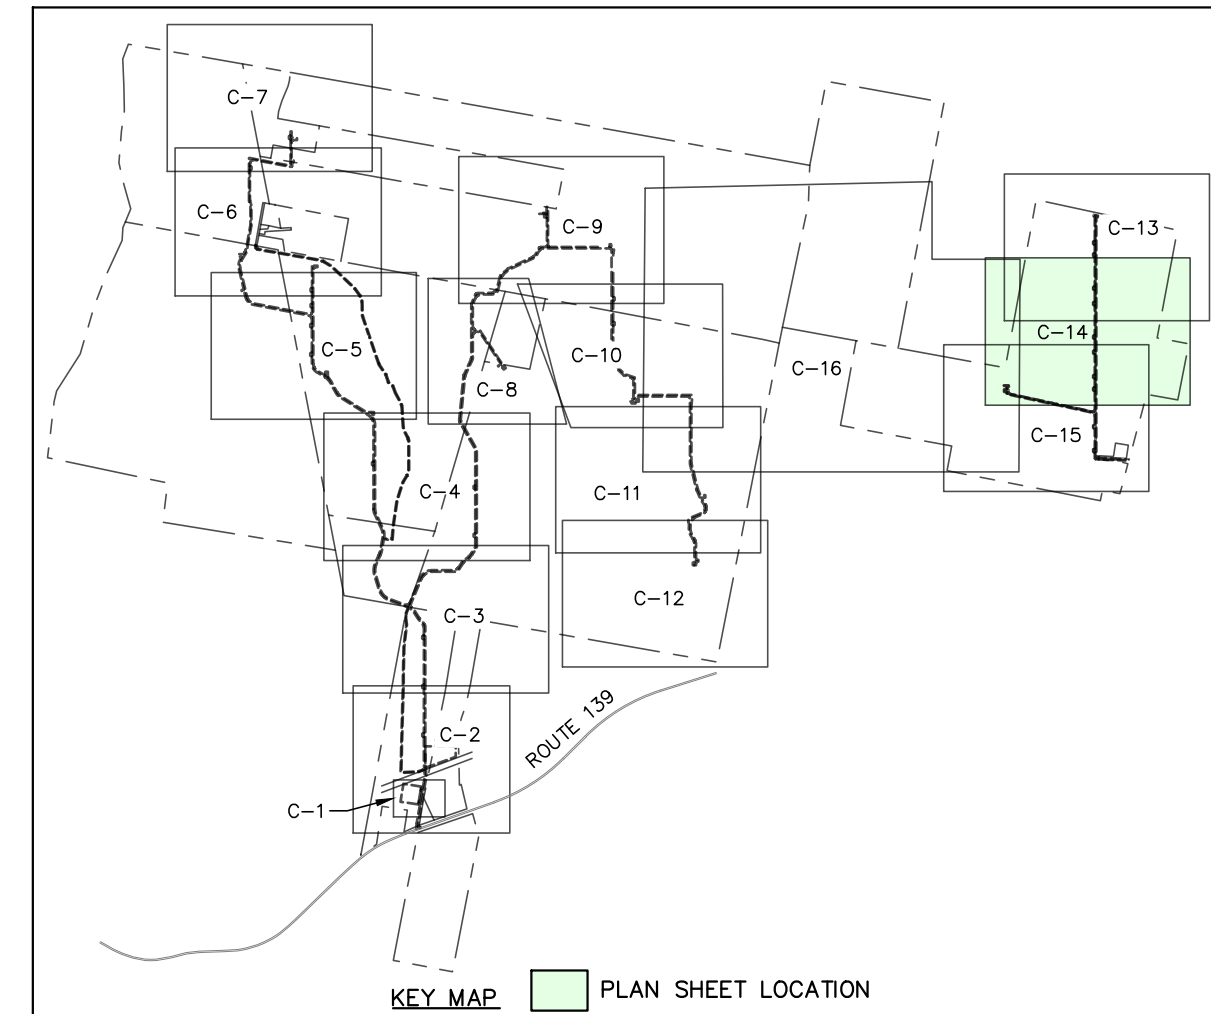 C-7
C-6
C-9
C-13
C-14
C-5
C-10
C-16
C-8
C-15
C-4
C-11
C-12
C-3
C-2
ROUTE 139
C-1
KEY MAP
PLAN SHEET LOCATION